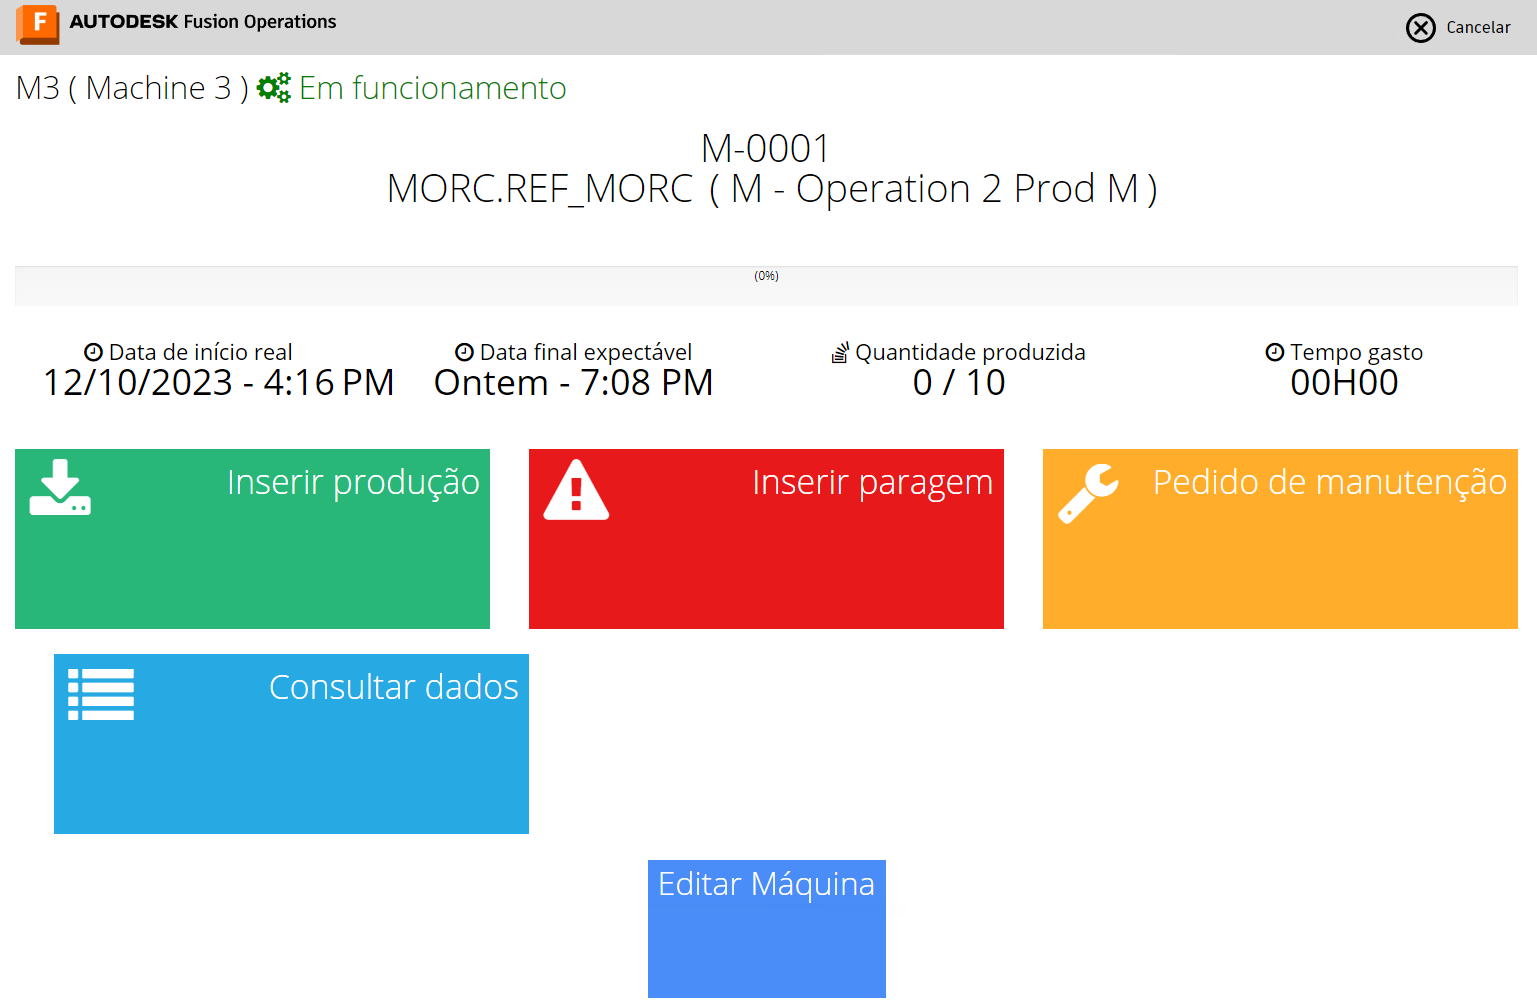 F AUTODESK Fusion Operations
Cancelar
M3 ( Machine 3 ) Em funcionamento
M-0001
MORC.REF_MORC ( M - Operation 2 Prod M )
(0%)
Data de início real
12/10/2023 - 4:16 PM
Data final expectável
Ontem - 7:08 PM
Quantidade produzida
0 / 10
Tempo gasto
00H00
Inserir produção
Inserir paragem
Pedido de manutenção
Consultar dados
Editar Máquina